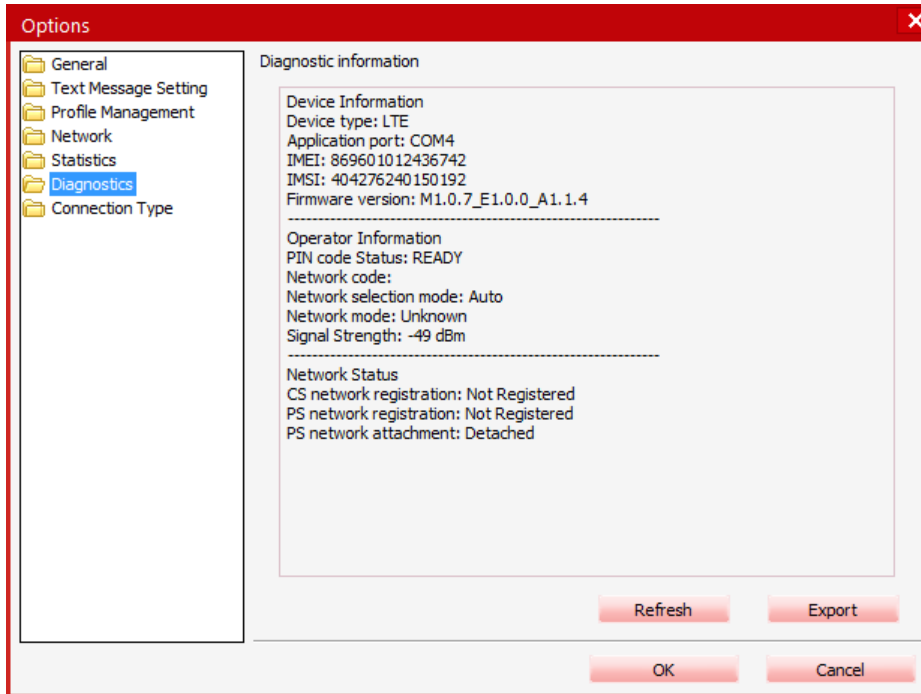 Options
General
Text Message Setting
Profile Management
Network
Statistics
Diagnostics
Connection Type
Diagnostic information
Device Information
Device type: LTE
Application port: COM4
IMEI: 869601012436742
IMSI: 404276240150192
Firmware version: M1.0.7_E1.0.0_A1.1.4
------------------------------------------------------------
Operator Information
PIN code Status: READY
Network code:
Network selection mode: Auto
Network mode: Unknown
Signal Strength: -49 dBm
------------------------------------------------------------
Network Status
CS network registration: Not Registered
PS network registration: Not Registered
PS network attachment: Detached
Refresh Export
OK Cancel